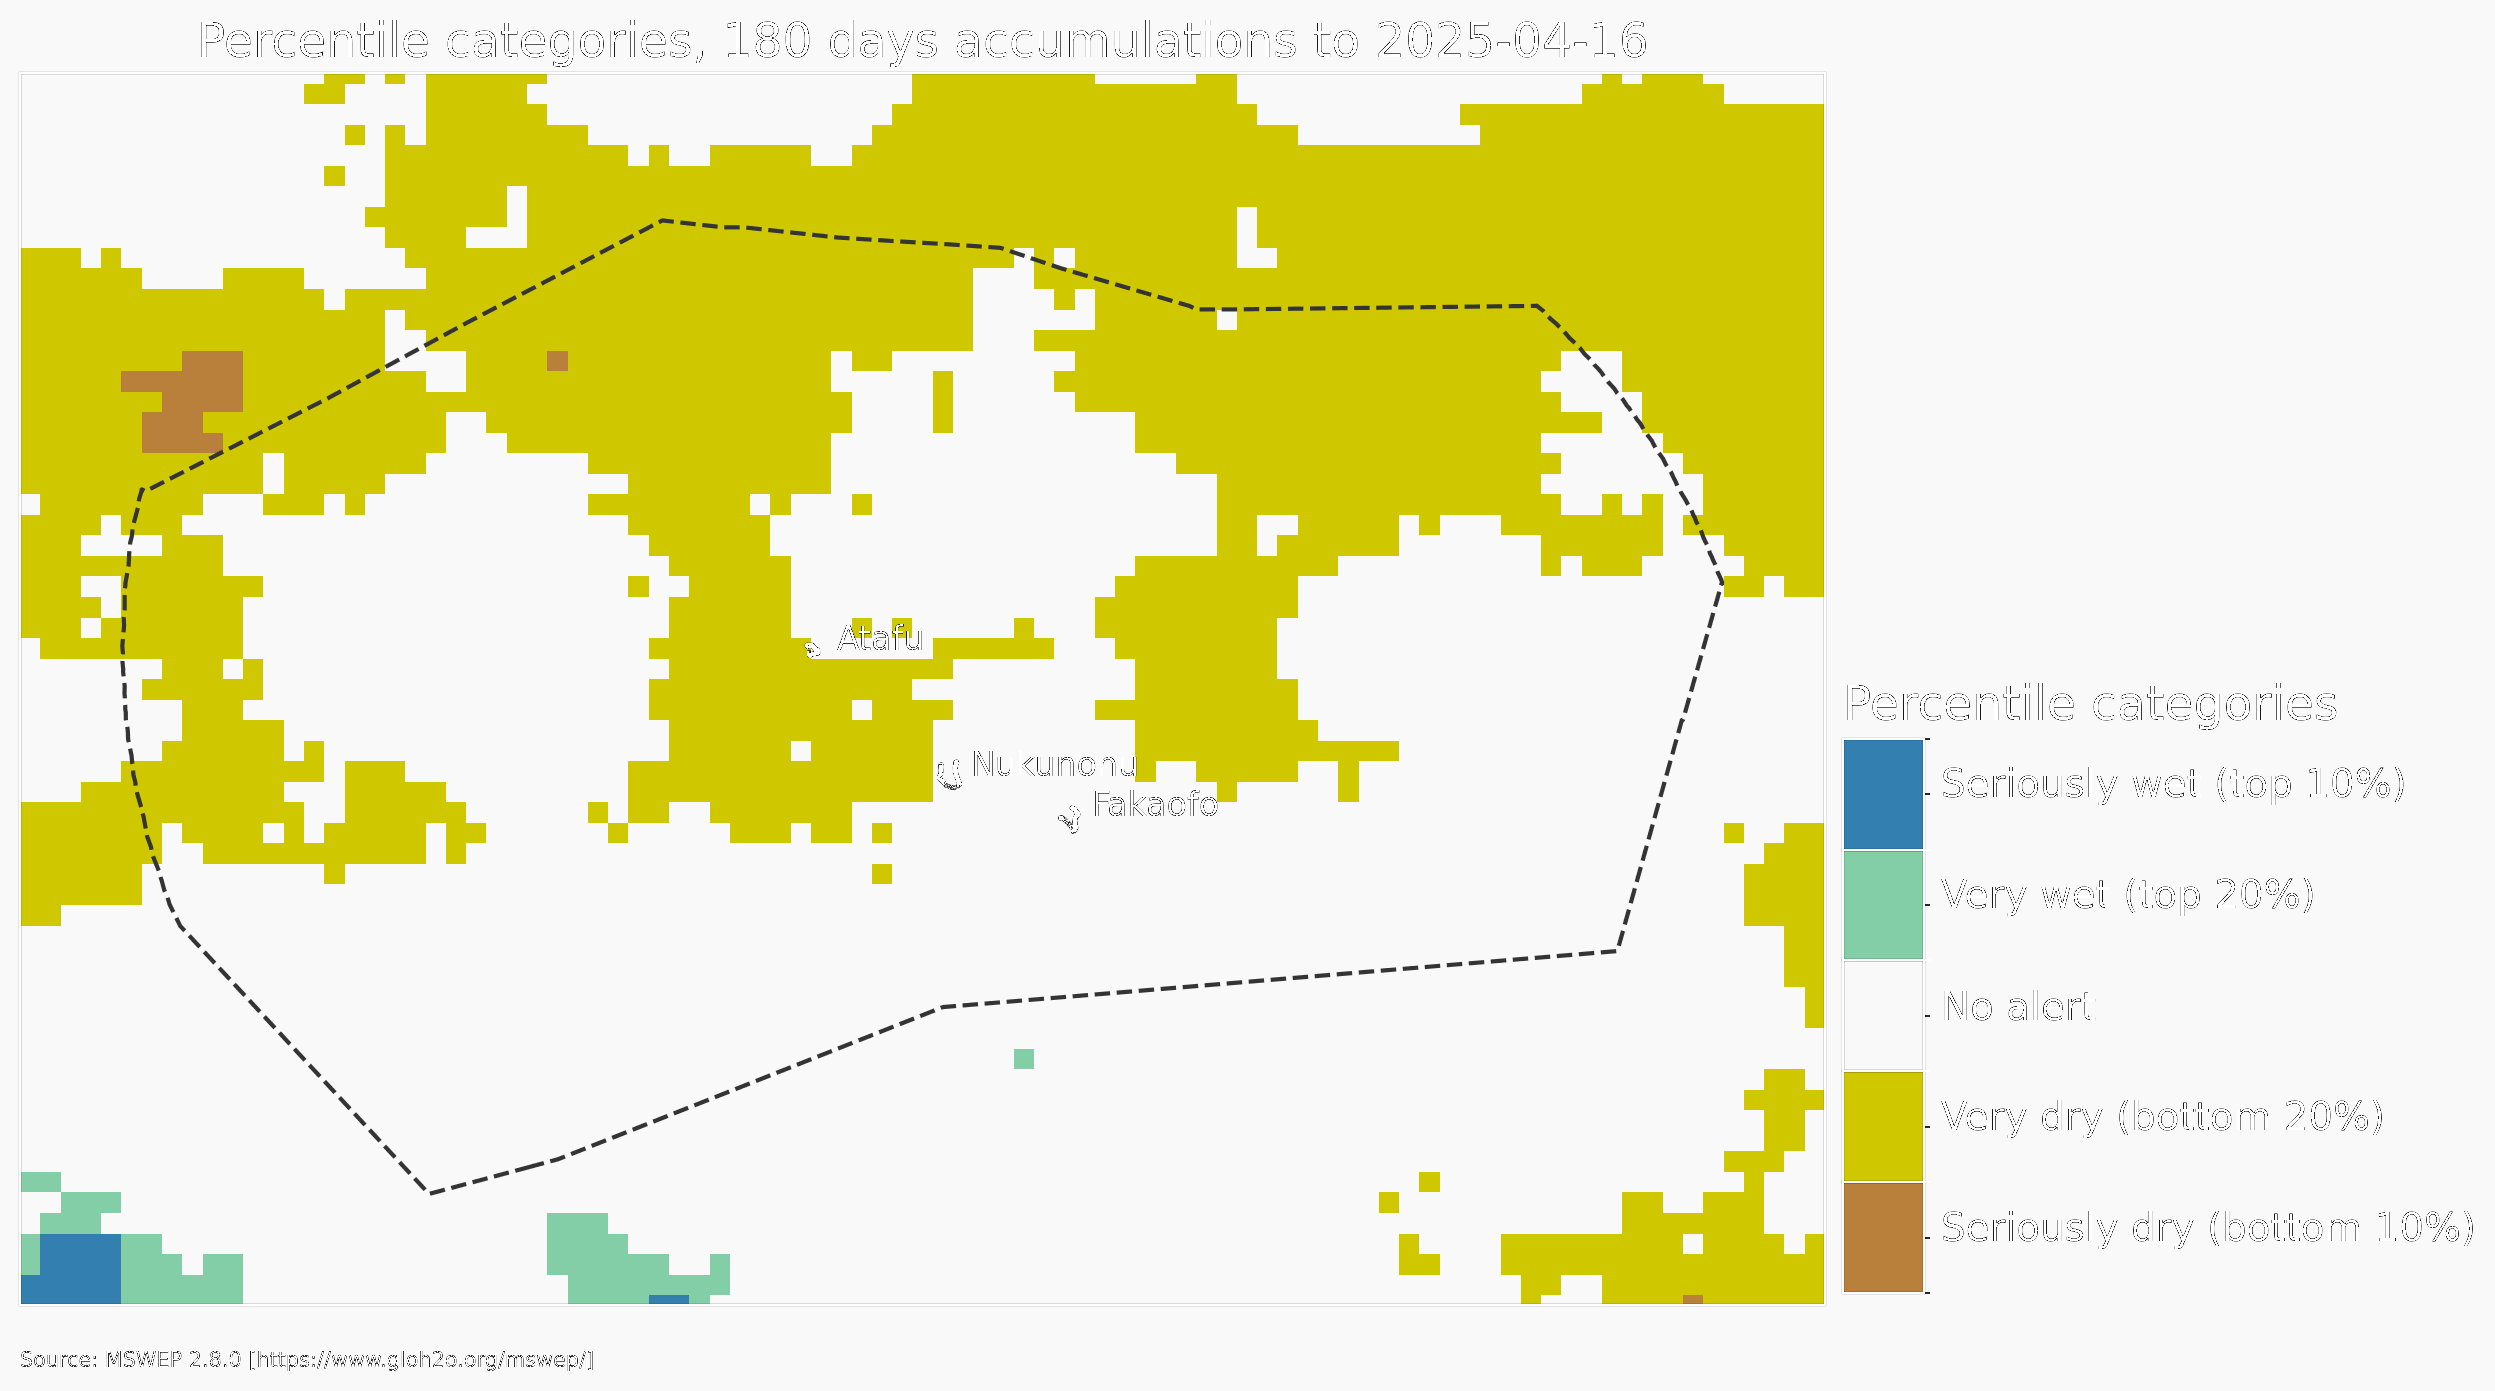 Percentile categories, 180 days accumulations to 2025-04-16
Atafu
Nukunonu
Fakaofo
Percentile categories
Seriously wet (top 10%)
Very wet (top 20%)
No alert
Very dry (bottom 20%)
Seriously dry (bottom 10%)
Source: MSWEP 2.8.0 [https://www.gloh2o.org/mswep/]